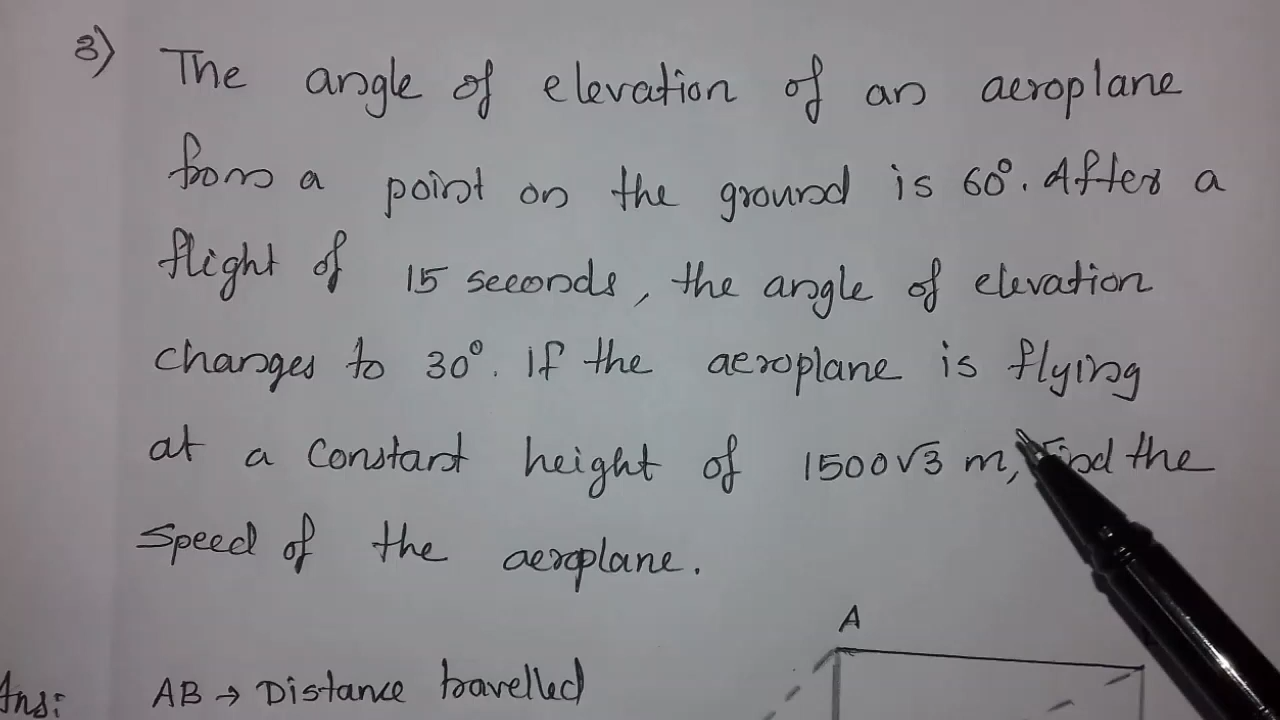 3) The angle of elevation of an aeroplane
from a point on the ground is 60°. After a
flight of 15 seconds, the angle of elevation
changes to 30°. If the aeroplane is flying
at a constant height of 1500√3 m, find the
speed of the aeroplane.
A
Ans: AB → Distance travelled